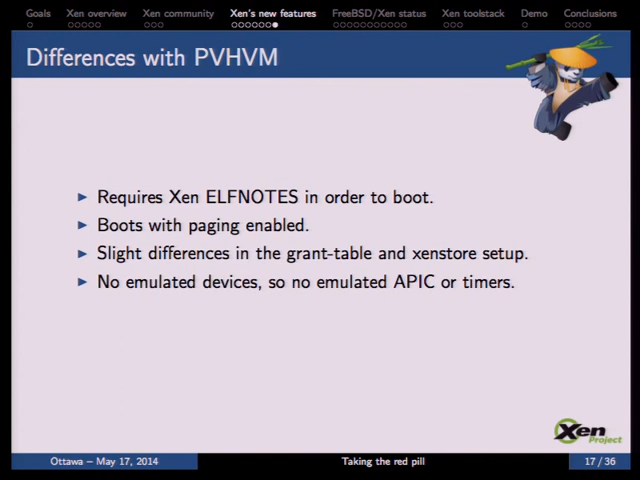 Goals Xen overview Xen community Xen's new features FreeBSD/Xen status Xen toolstack Demo Conclusions
Differences with PVHVM
Requires Xen ELFNOTES in order to boot.
Boots with paging enabled.
Slight differences in the grant-table and xenstore setup.
No emulated devices, so no emulated APIC or timers.
Xen
Project
Ottawa – May 17, 2014 Taking the red pill 17 / 36